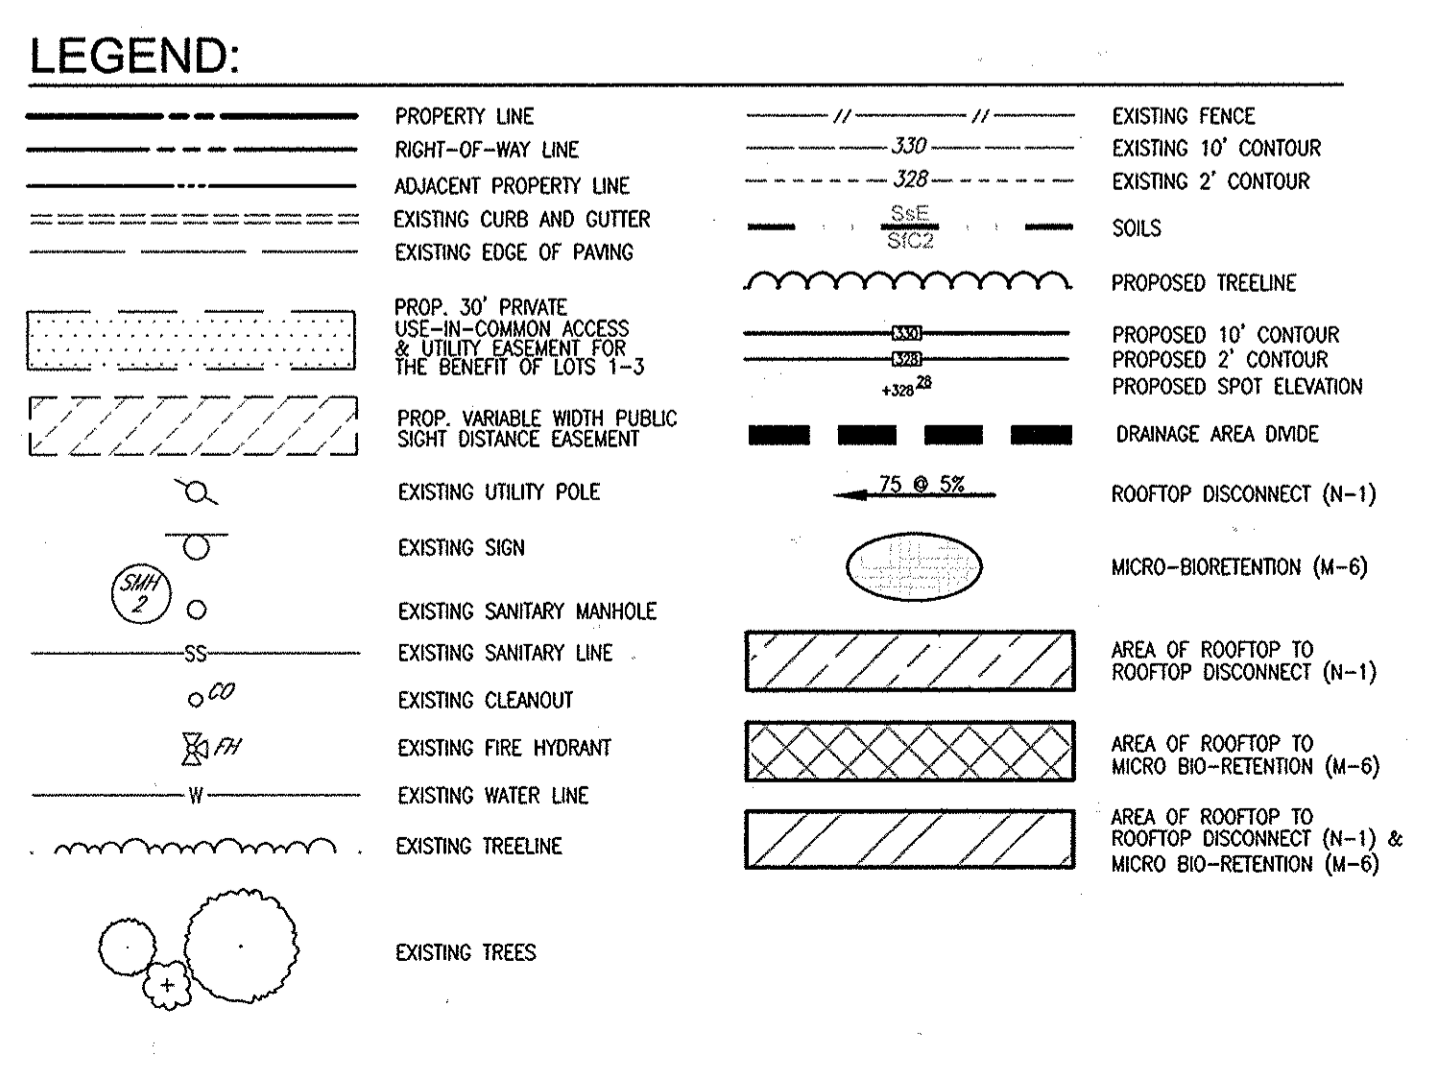 LEGEND:
PROPERTY LINE
RIGHT-OF-WAY LINE
ADJACENT PROPERTY LINE
EXISTING CURB AND GUTTER
EXISTING EDGE OF PAVING
PROP. 30' PRIVATE
USE-IN-COMMON ACCESS
& UTILITY EASEMENT FOR
THE BENEFIT OF LOTS 1-3
PROP. VARIABLE WIDTH PUBLIC
SIGHT DISTANCE EASEMENT
EXISTING UTILITY POLE
EXISTING SIGN
SMH
2
EXISTING SANITARY MANHOLE
SS
EXISTING SANITARY LINE
CO
EXISTING CLEANOUT
FH
EXISTING FIRE HYDRANT
W
EXISTING WATER LINE
EXISTING TREELINE
EXISTING TREES
//
//
EXISTING FENCE
330
EXISTING 10' CONTOUR
328
EXISTING 2' CONTOUR
SsE
SfC2
SOILS
PROPOSED TREELINE
330
PROPOSED 10' CONTOUR
328
PROPOSED 2' CONTOUR
+328 28
PROPOSED SPOT ELEVATION
DRAINAGE AREA DIVIDE
75 @ 5%
ROOFTOP DISCONNECT (N-1)
MICRO-BIORETENTION (M-6)
AREA OF ROOFTOP TO
ROOFTOP DISCONNECT (N-1)
AREA OF ROOFTOP TO
MICRO BIO-RETENTION (M-6)
AREA OF ROOFTOP TO
ROOFTOP DISCONNECT (N-1) &
MICRO BIO-RETENTION (M-6)